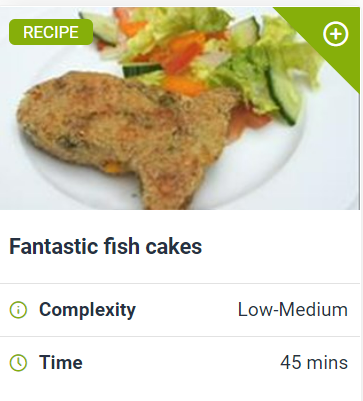 RECIPE
Fantastic fish cakes
Complexity Low-Medium
Time 45 mins